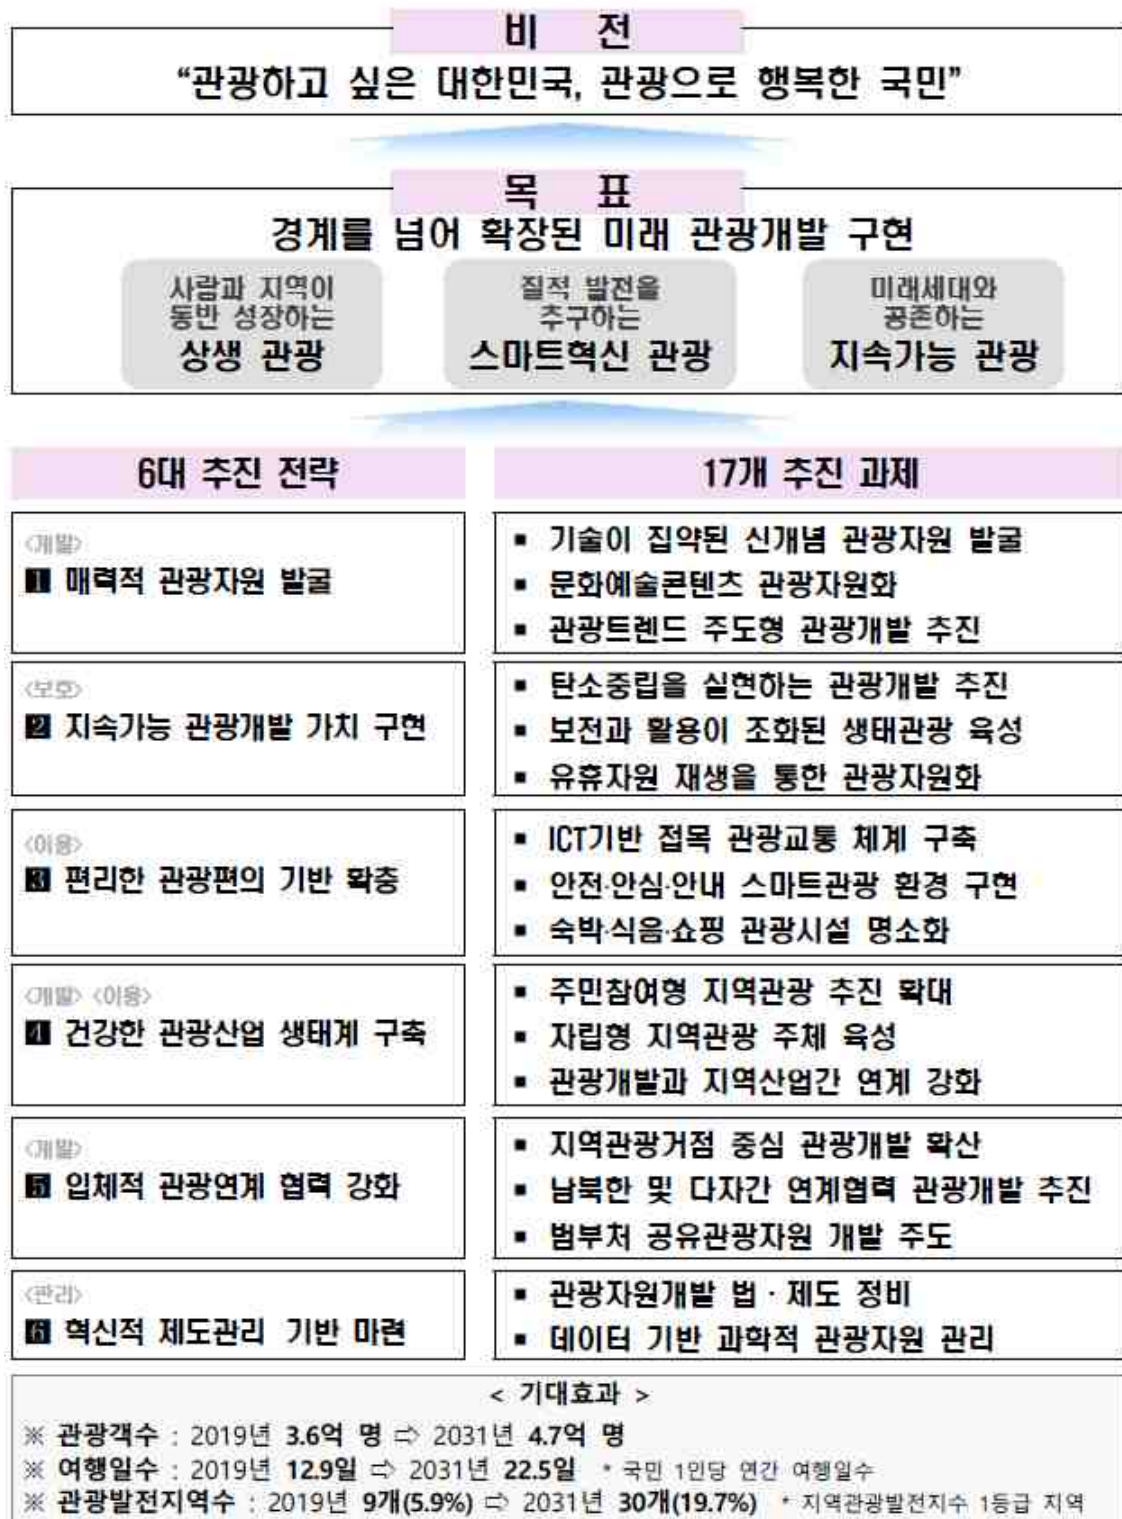 비 전
“관광하고 싶은 대한민국, 관광으로 행복한 국민”
목 표
경계를 넘어 확장된 미래 관광개발 구현
사람과 지역이
동반 성장하는
상생 관광
질적 발전을
추구하는
스마트혁신 관광
미래세대와
공존하는
지속가능 관광
6대 추진 전략
17개 추진 과제
<개발>
1 매력적 관광자원 발굴
▪ 기술이 집약된 신개념 관광자원 발굴
▪ 문화예술콘텐츠 관광자원화
▪ 관광트렌드 주도형 관광개발 추진
<보호>
2 지속가능 관광개발 가치 구현
▪ 탄소중립을 실현하는 관광개발 추진
▪ 보전과 활용이 조화된 생태관광 육성
▪ 유휴자원 재생을 통한 관광자원화
<이용>
3 편리한 관광편의 기반 확충
▪ ICT기반 접목 관광교통 체계 구축
▪ 안전·안심·안내 스마트관광 환경 구현
▪ 숙박·식음·쇼핑 관광시설 명소화
<개발> <이용>
4 건강한 관광산업 생태계 구축
▪ 주민참여형 지역관광 추진 확대
▪ 자립형 지역관광 주체 육성
▪ 관광개발과 지역산업간 연계 강화
<개발>
5 입체적 관광연계 협력 강화
▪ 지역관광거점 중심 관광개발 확산
▪ 남북한 및 다자간 연계협력 관광개발 추진
▪ 범부처 공유관광자원 개발 주도
<관리>
6 혁신적 제도관리 기반 마련
▪ 관광자원개발 법 · 제도 정비
▪ 데이터 기반 과학적 관광자원 관리
< 기대효과 >
※ 관광객수 : 2019년 3.6억 명 ⇨ 2031년 4.7억 명
※ 여행일수 : 2019년 12.9일 ⇨ 2031년 22.5일 * 국민 1인당 연간 여행일수
※ 관광발전지역수 : 2019년 9개(5.9%) ⇨ 2031년 30개(19.7%) * 지역관광발전지수 1등급 지역